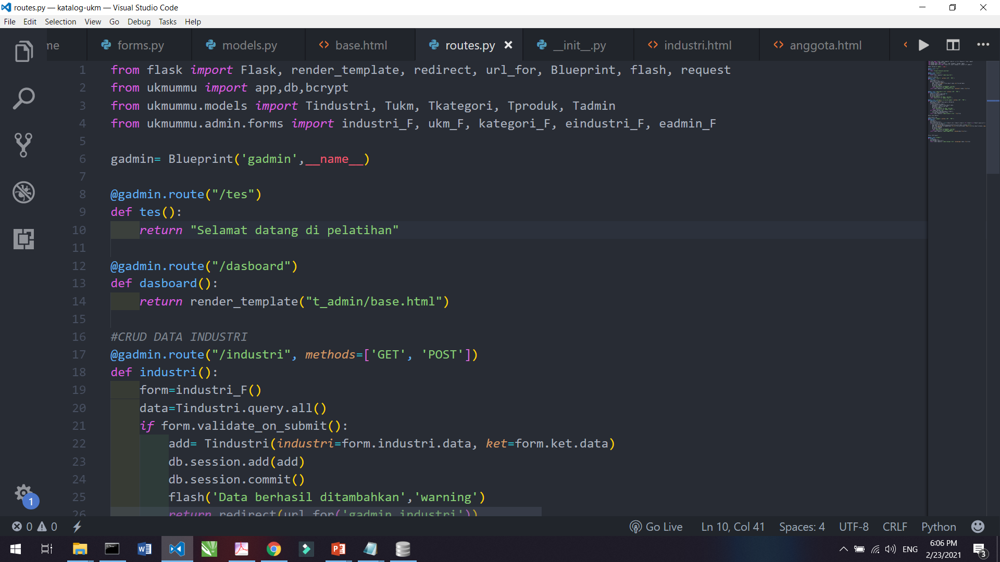 routes.py — katalog-ukm — Visual Studio Code
File Edit Selection View Go Debug Tasks Help
me forms.py models.py base.html routes.py __init__.py industri.html anggota.html
1 from flask import Flask, render_template, redirect, url_for, Blueprint, flash, request
2 from ukmummu import app,db,bcrypt
3 from ukmummu.models import Tindustri, Tukm, Tkategori, Tproduk, Tadmin
4 from ukmummu.admin.forms import industri_F, ukm_F, kategori_F, eindustri_F, eadmin_F
5
6 gadmin= Blueprint('gadmin',__name__)
7
8 @gadmin.route("/tes")
9 def tes():
10 return "Selamat datang di pelatihan"
11
12 @gadmin.route("/dasboard")
13 def dasboard():
14 return render_template("t_admin/base.html")
15
16 #CRUD DATA INDUSTRI
17 @gadmin.route("/industri", methods=['GET', 'POST'])
18 def industri():
19 form=industri_F()
20 data=Tindustri.query.all()
21 if form.validate_on_submit():
22 add= Tindustri(industri=form.industri.data, ket=form.ket.data)
23 db.session.add(add)
24 db.session.commit()
25 flash('Data berhasil ditambahkan','warning')
26 return redirect(url_for('gadmin.industri'))
1
0 0 Go Live Ln 10, Col 41 Spaces: 4 UTF-8 CRLF Python
ENG 6:06 PM
2/23/2021 3